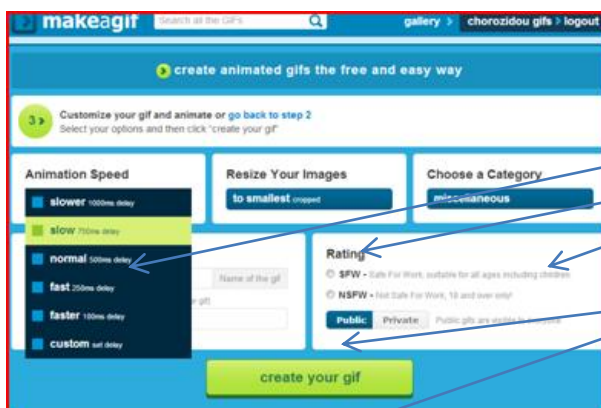 makeagif Search all the GIFs gallery > chorozidou gifs > logout
create animated gifs the free and easy way
3 > Customize your gif and animate or go back to step 2
Select your options and then click "create your gif"
Animation Speed
slower 1000ms delay
slow 750ms delay
normal 500ms delay
fast 250ms delay
faster 100ms delay
custom set delay
Resize Your Images
to smallest cropped
Choose a Category
miscellaneous
Name of the gif
gif)
Rating
SFW - Safe For Work, suitable for all ages including children
NSFW - Not Safe For Work, 18 and over only!
Public Private Public gifs are visible to everyone
create your gif